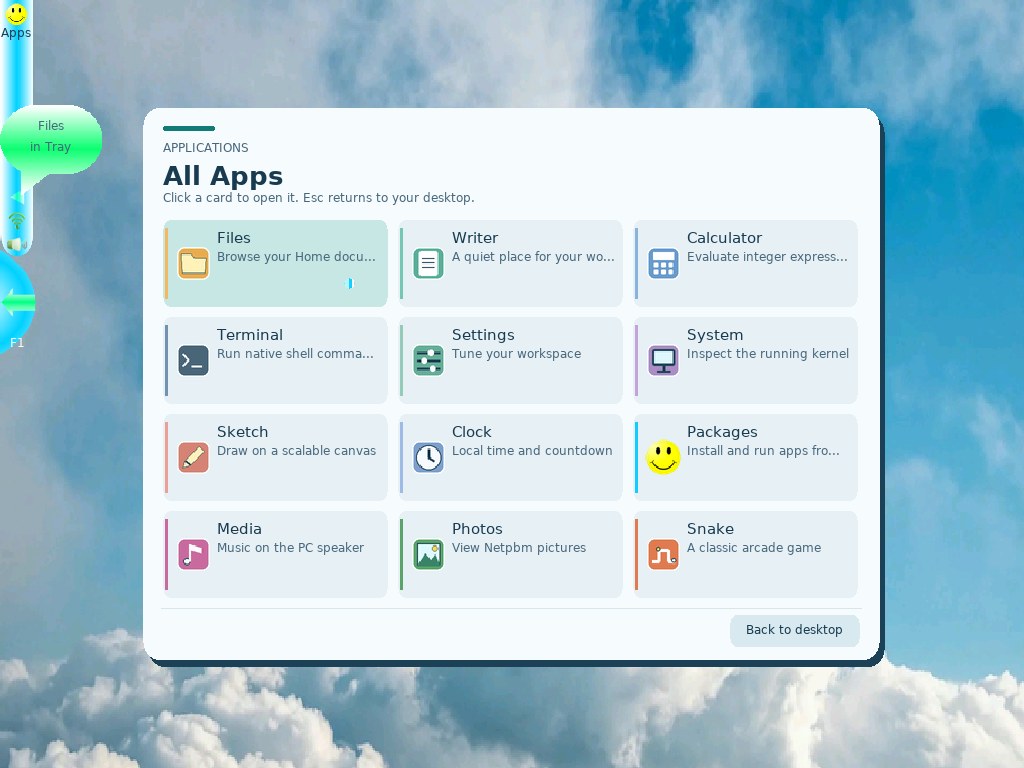 Apps
Files
in Tray
F1
APPLICATIONS
All Apps
Click a card to open it. Esc returns to your desktop.
Files
Browse your Home docu...
Writer
A quiet place for your wo...
Calculator
Evaluate integer express...
Terminal
Run native shell comma...
Settings
Tune your workspace
System
Inspect the running kernel
Sketch
Draw on a scalable canvas
Clock
Local time and countdown
Packages
Install and run apps fro...
Media
Music on the PC speaker
Photos
View Netpbm pictures
Snake
A classic arcade game
Back to desktop